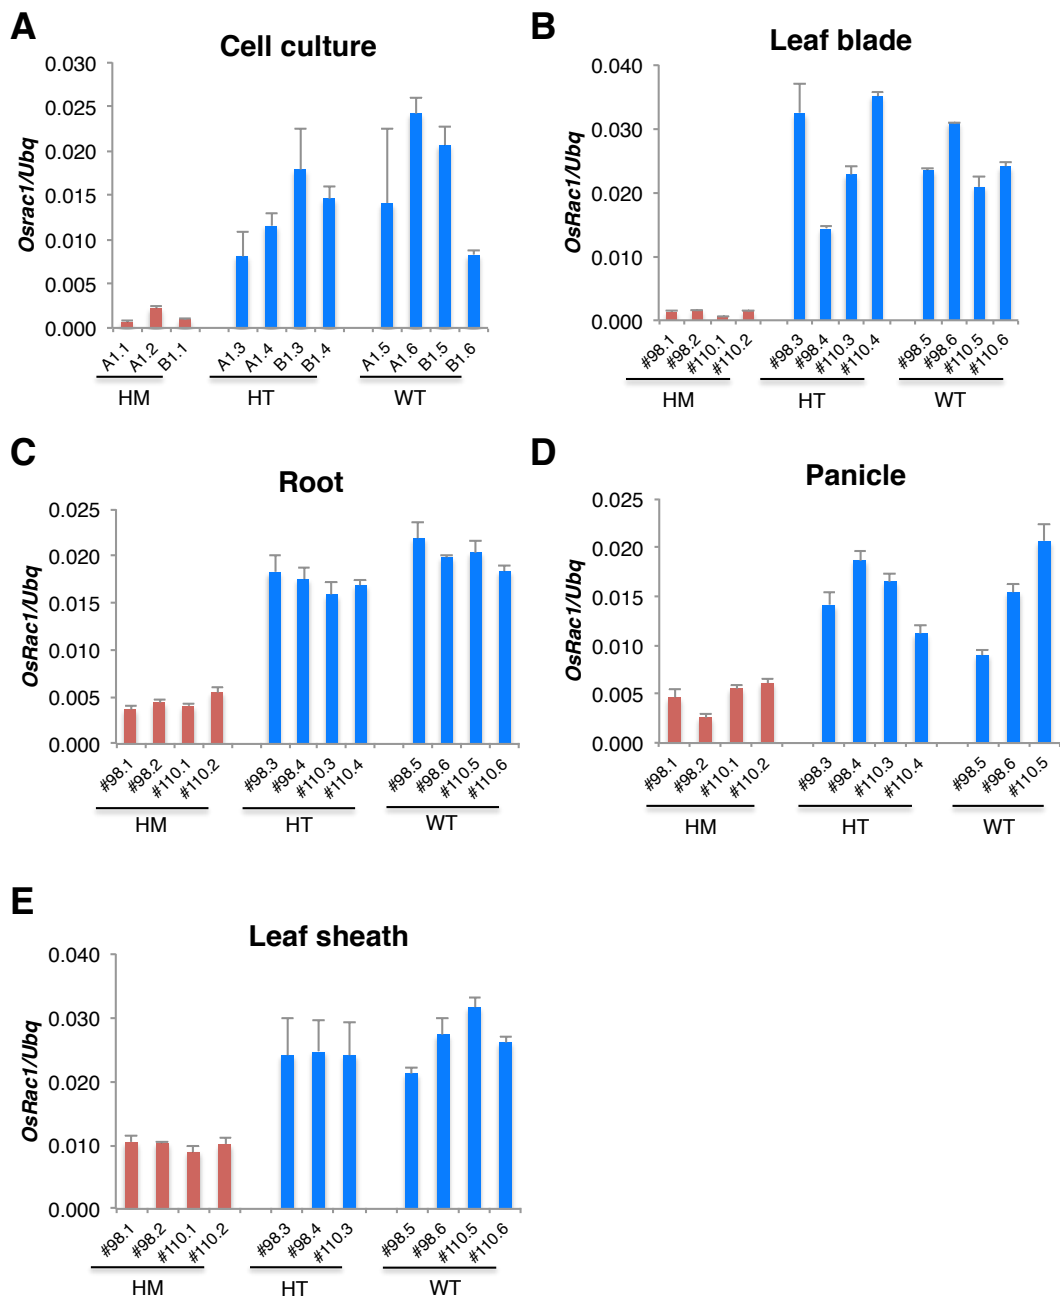 A
Cell culture
Osrac1/Ubq
0.030
0.025
0.020
0.015
0.010
0.005
0.000
A1.1 A1.2 B1.1 A1.3 A1.4 B1.3 B1.4 A1.5 A1.6 B1.5 B1.6
HM HT WT
B
Leaf blade
OsRac1/Ubq
0.040
0.030
0.020
0.010
0.000
#98.1 #98.2 #110.1 #110.2 #98.3 #98.4 #110.3 #110.4 #98.5 #98.6 #110.5 #110.6
HM HT WT
C
Root
OsRac1/Ubq
0.025
0.020
0.015
0.010
0.005
0.000
#98.1 #98.2 #110.1 #110.2 #98.3 #98.4 #110.3 #110.4 #98.5 #98.6 #110.5 #110.6
HM HT WT
D
Panicle
OsRac1/Ubq
0.025
0.020
0.015
0.010
0.005
0.000
#98.1 #98.2 #110.1 #110.2 #98.3 #98.4 #110.3 #110.4 #98.5 #98.6 #110.5
HM HT WT
E
Leaf sheath
OsRac1/Ubq
0.040
0.030
0.020
0.010
0.000
#98.1 #98.2 #110.1 #110.2 #98.3 #98.4 #110.3 #98.5 #98.6 #110.5 #110.6
HM HT WT